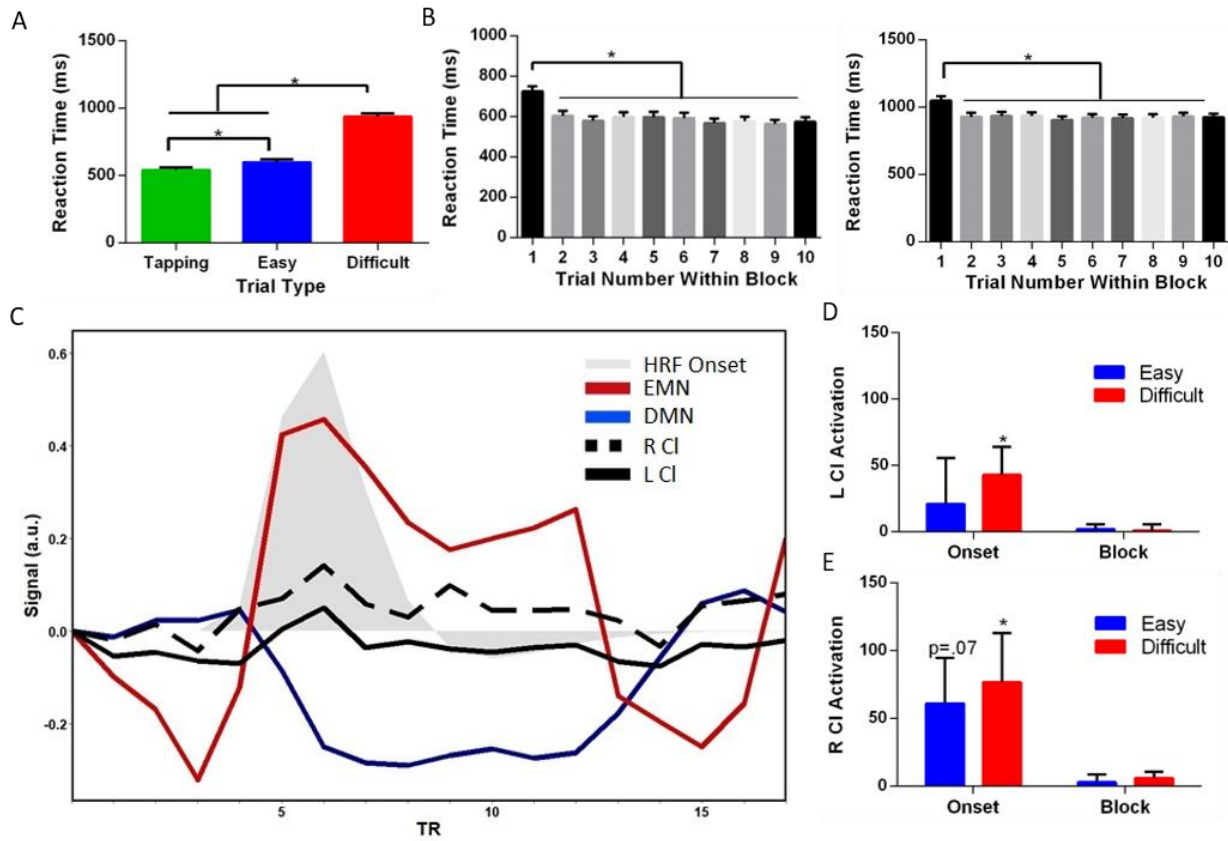 A
Reaction Time (ms)
1500
1000
500
0
*
*
Tapping Easy Difficult
Trial Type
B
Reaction Time (ms)
1000
800
600
400
200
0
*
1 2 3 4 5 6 7 8 9 10
Trial Number Within Block
Reaction Time (ms)
1500
1000
500
0
*
1 2 3 4 5 6 7 8 9 10
Trial Number Within Block
C
Signal (a.u.)
0.6
0.4
0.2
0.0
-0.2
HRF Onset
EMN
DMN
R Cl
L Cl
5 10 15
TR
D
L Cl Activation
150
100
50
0
Easy
Difficult
*
Onset Block
E
R Cl Activation
150
100
50
0
Easy
Difficult
p=.07
*
Onset Block